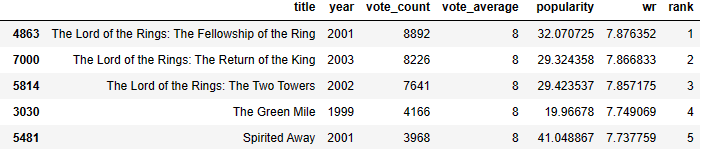 title year vote_count vote_average popularity wr rank
4863 The Lord of the Rings: The Fellowship of the Ring 2001 8892 8 32.070725 7.876352 1
7000 The Lord of the Rings: The Return of the King 2003 8226 8 29.324358 7.866833 2
5814 The Lord of the Rings: The Two Towers 2002 7641 8 29.423537 7.857175 3
3030 The Green Mile 1999 4166 8 19.96678 7.749069 4
5481 Spirited Away 2001 3968 8 41.048867 7.737759 5